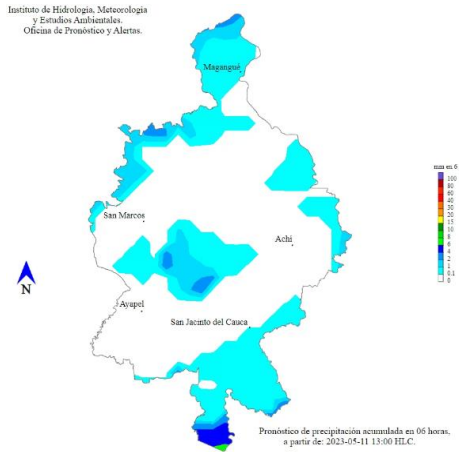 Instituto de Hidrologia, Meteorologia
y Estudios Ambientales.
Oficina de Pronóstico y Alertas.
Magangué
mm en 6
100
80
60
40
30
20
15
10
8
6
4
2
1
0.1
0
San Marcos
Achí
N
Ayapel
San Jacinto del Cauca
Pronóstico de precipitación acumulada en 06 horas,
a partir de: 2023-05-11 13:00 HLC.